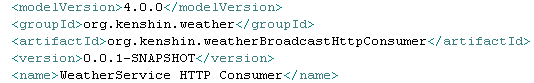 <modelVersion>4.0.0</modelVersion>
<groupId>org.kenshin.weather</groupId>
<artifactId>org.kenshin.weatherBroadcastHttpConsumer</artifactId>
<version>0.0.1-SNAPSHOT</version>
<name>WeatherService HTTP Consumer</name>